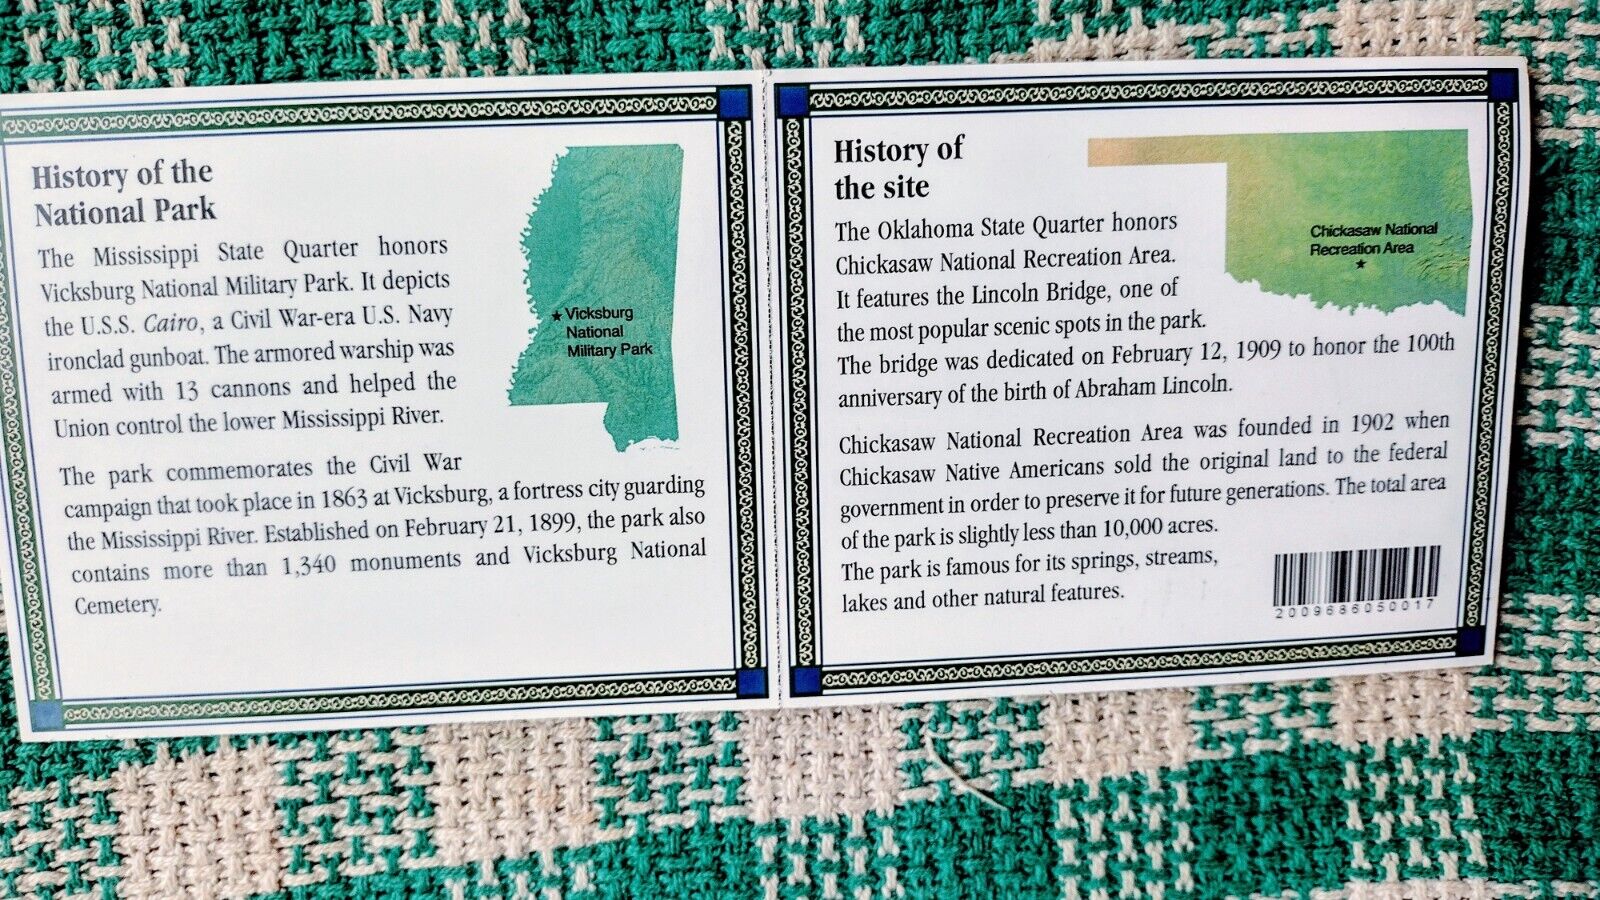 History of the
National Park
The Mississippi State Quarter honors
Vicksburg National Military Park. It depicts
the U.S.S. Cairo, a Civil War-era U.S. Navy
ironclad gunboat. The armored warship was
armed with 13 cannons and helped the
Union control the lower Mississippi River.
The park commemorates the Civil War
campaign that took place in 1863 at Vicksburg, a fortress city guarding
the Mississippi River. Established on February 21, 1899, the park also
contains more than 1,340 monuments and Vicksburg National
Cemetery.
★ Vicksburg
National
Military Park
History of
the site
The Oklahoma State Quarter honors
Chickasaw National Recreation Area.
It features the Lincoln Bridge, one of
the most popular scenic spots in the park.
The bridge was dedicated on February 12, 1909 to honor the 100th
anniversary of the birth of Abraham Lincoln.
Chickasaw National Recreation Area was founded in 1902 when
Chickasaw Native Americans sold the original land to the federal
government in order to preserve it for future generations. The total area
of the park is slightly less than 10,000 acres.
The park is famous for its springs, streams,
lakes and other natural features.
Chickasaw National
Recreation Area
★
2009686050017